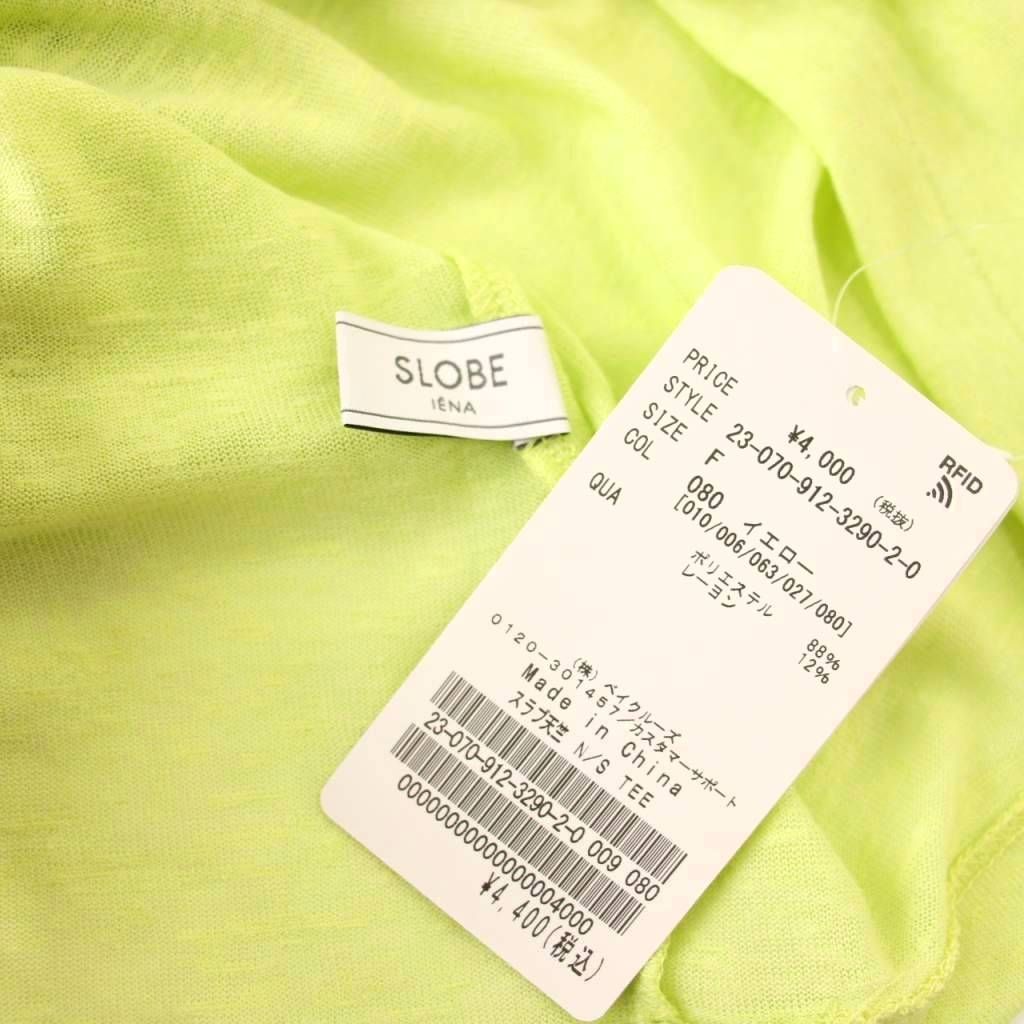 SLOBE
IÉNA
RFID
PRICE ¥4,000 (税抜)
STYLE 23-070-912-3290-2-0
SIZE F
COL 080 イエロー
[010/006/063/027/080]
QUA ポリエステル 88%
レーヨン 12%
(株)ベイクルーズ
0120-301457/カスタマーサポート
Made in China
スラブ天竺 N/S TEE
23-070-912-3290-2-0 009 080
0000000000000004000
¥4,400(税込)